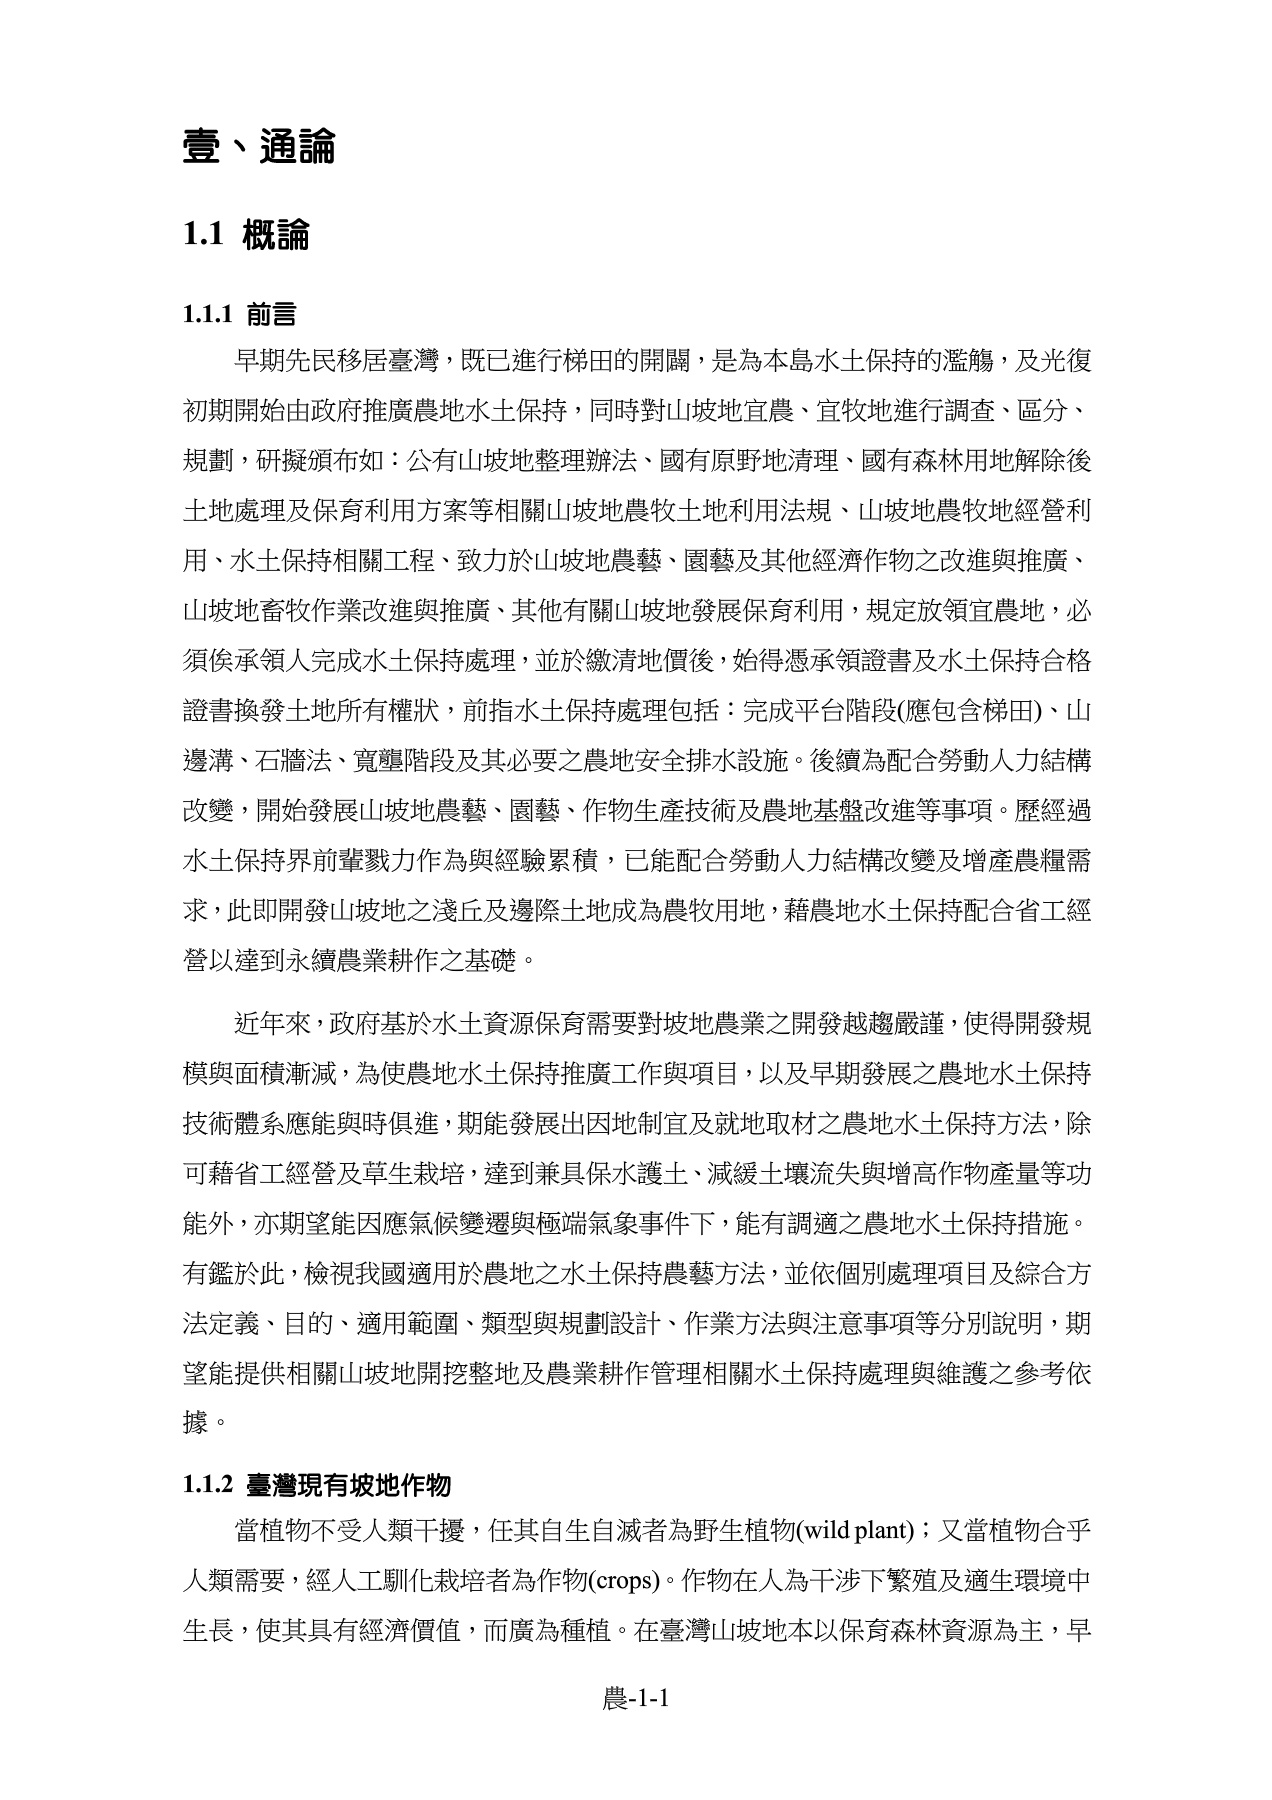 壹、通論
1.1 概論
1.1.1 前言
早期先民移居臺灣，既已進行梯田的開闢，是為本島水土保持的濫觴，及光復
初期開始由政府推廣農地水土保持，同時對山坡地宜農、宜牧地進行調查、區分、
規劃，研擬頒布如：公有山坡地整理辦法、國有原野地清理、國有森林用地解除後
土地處理及保育利用方案等相關山坡地農牧土地利用法規、山坡地農牧地經營利
用、水土保持相關工程、致力於山坡地農藝、園藝及其他經濟作物之改進與推廣、
山坡地畜牧作業改進與推廣、其他有關山坡地發展保育利用，規定放領宜農地，必
須俟承領人完成水土保持處理，並於繳清地價後，始得憑承領證書及水土保持合格
證書換發土地所有權狀，前指水土保持處理包括：完成平台階段(應包含梯田)、山
邊溝、石牆法、寬壟階段及其必要之農地安全排水設施。後續為配合勞動人力結構
改變，開始發展山坡地農藝、園藝、作物生產技術及農地基盤改進等事項。歷經過
水土保持界前輩戮力作為與經驗累積，已能配合勞動人力結構改變及增產農糧需
求，此即開發山坡地之淺丘及邊際土地成為農牧用地，藉農地水土保持配合省工經
營以達到永續農業耕作之基礎。
近年來，政府基於水土資源保育需要對坡地農業之開發越趨嚴謹，使得開發規
模與面積漸減，為使農地水土保持推廣工作與項目，以及早期發展之農地水土保持
技術體系應能與時俱進，期能發展出因地制宜及就地取材之農地水土保持方法，除
可藉省工經營及草生栽培，達到兼具保水護土、減緩土壤流失與增高作物產量等功
能外，亦期望能因應氣候變遷與極端氣象事件下，能有調適之農地水土保持措施。
有鑑於此，檢視我國適用於農地之水土保持農藝方法，並依個別處理項目及綜合方
法定義、目的、適用範圍、類型與規劃設計、作業方法與注意事項等分別說明，期
望能提供相關山坡地開挖整地及農業耕作管理相關水土保持處理與維護之參考依
據。
1.1.2 臺灣現有坡地作物
當植物不受人類干擾，任其自生自滅者為野生植物(wild plant)；又當植物合乎
人類需要，經人工馴化栽培者為作物(crops)。作物在人為干涉下繁殖及適生環境中
生長，使其具有經濟價值，而廣為種植。在臺灣山坡地本以保育森林資源為主，早
農-1-1